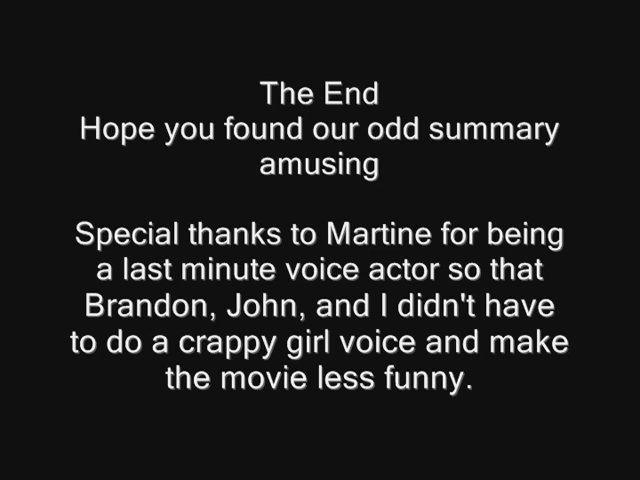 The End
Hope you found our odd summary
amusing
Special thanks to Martine for being
a last minute voice actor so that
Brandon, John, and I didn't have
to do a crappy girl voice and make
the movie less funny.